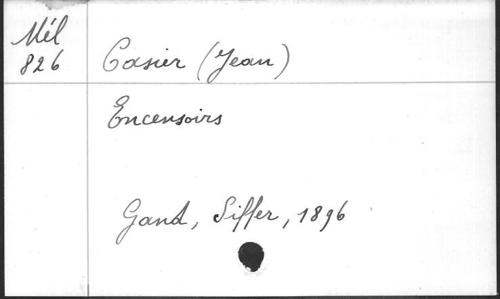 Mél
826
Casier (Jean)
Encensoirs
Gand, Siffer, 1896